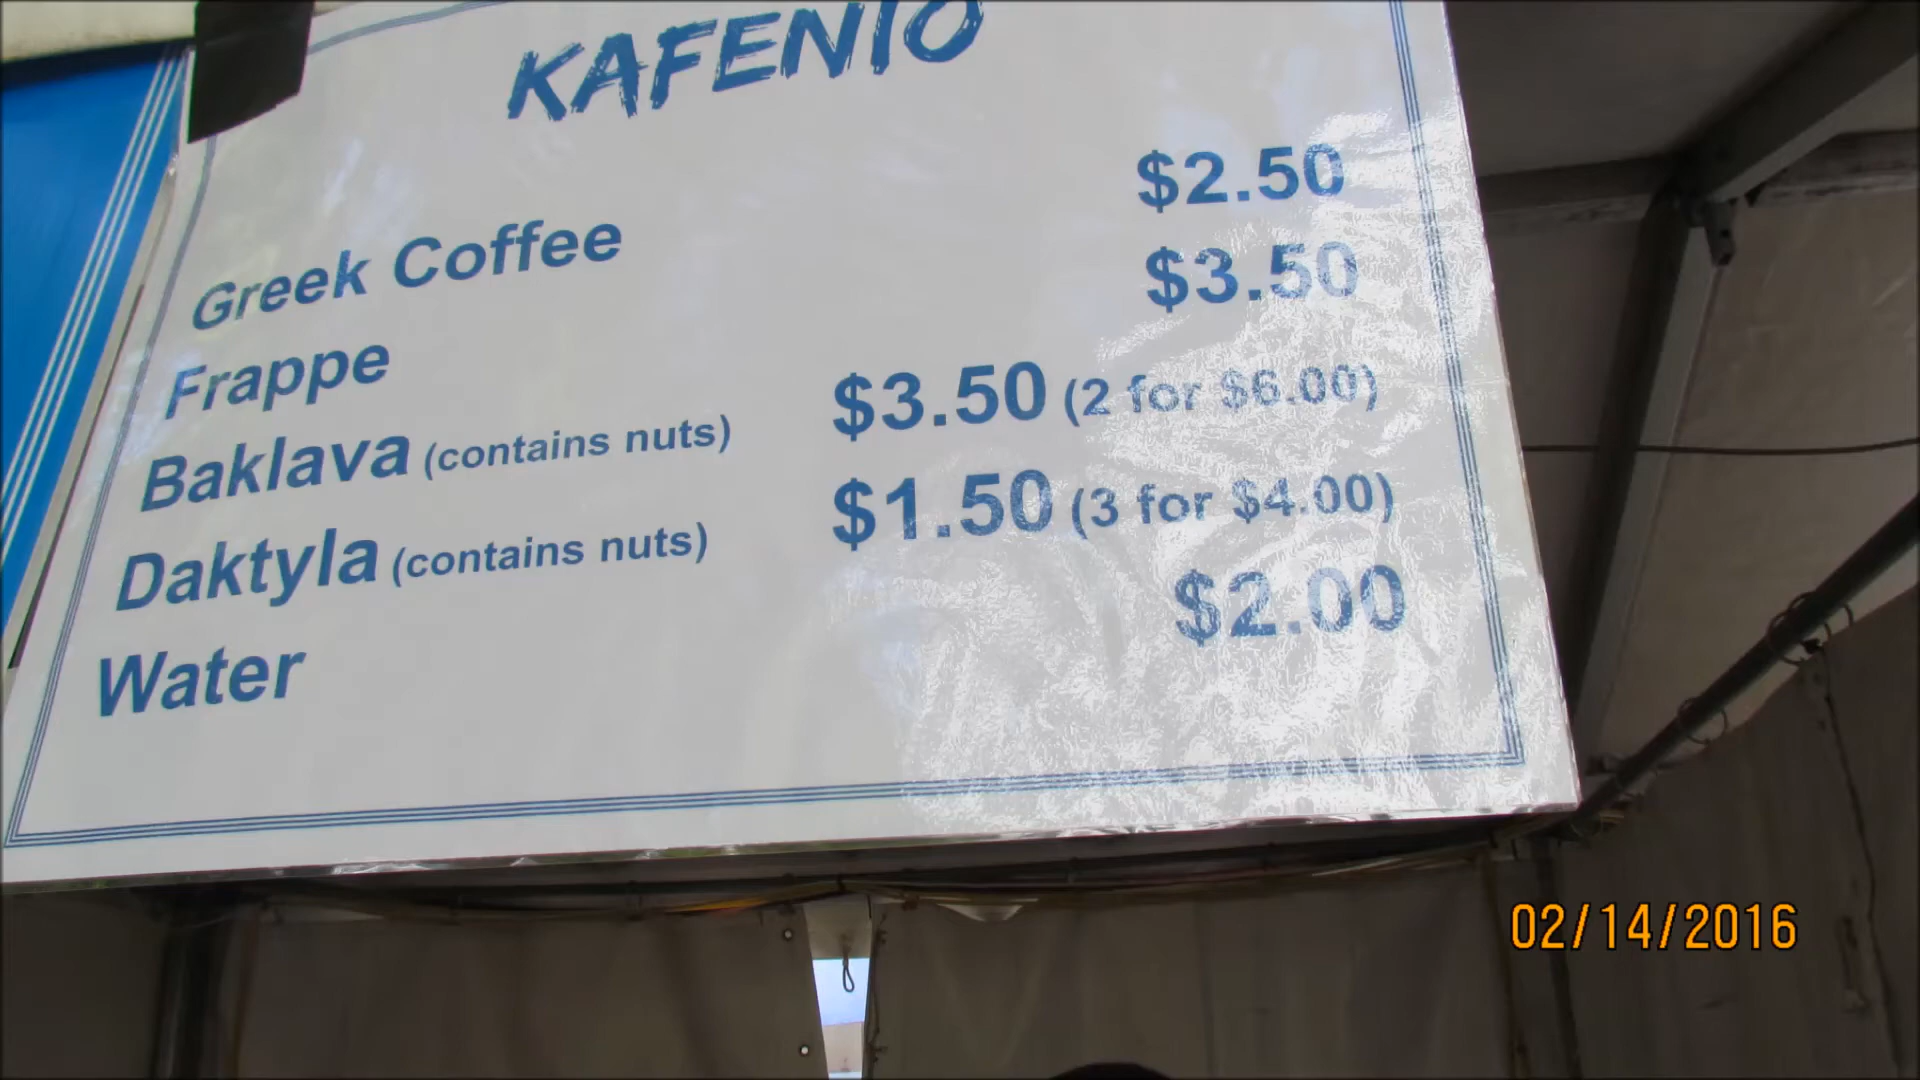 KAFENIO
Greek Coffee $2.50
Frappe $3.50
Baklava (contains nuts) $3.50 (2 for $6.00)
Daktyla (contains nuts) $1.50 (3 for $4.00)
Water $2.00
02/14/2016